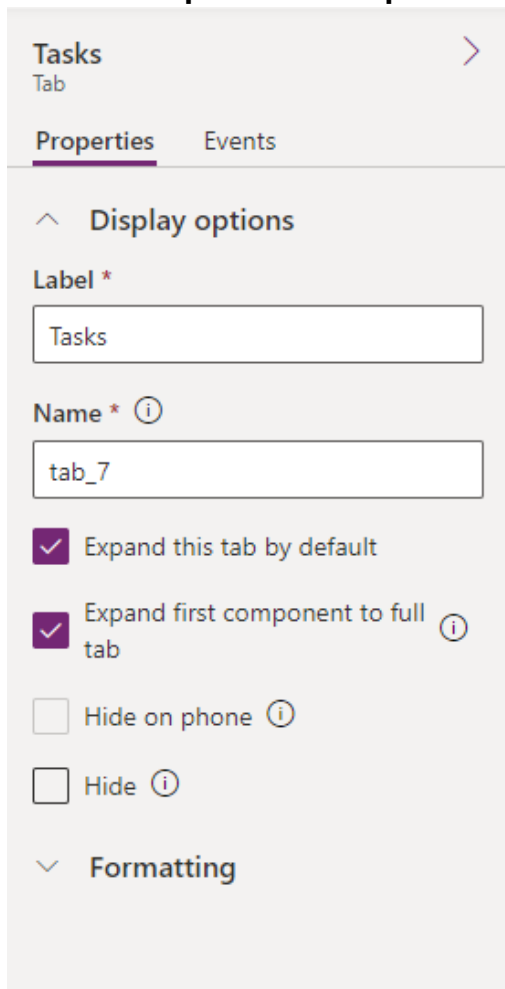 Tasks
Tab
Properties Events
Display options
Label *
Tasks
Name *
tab_7
Expand this tab by default
Expand first component to full
tab
Hide on phone
Hide
Formatting